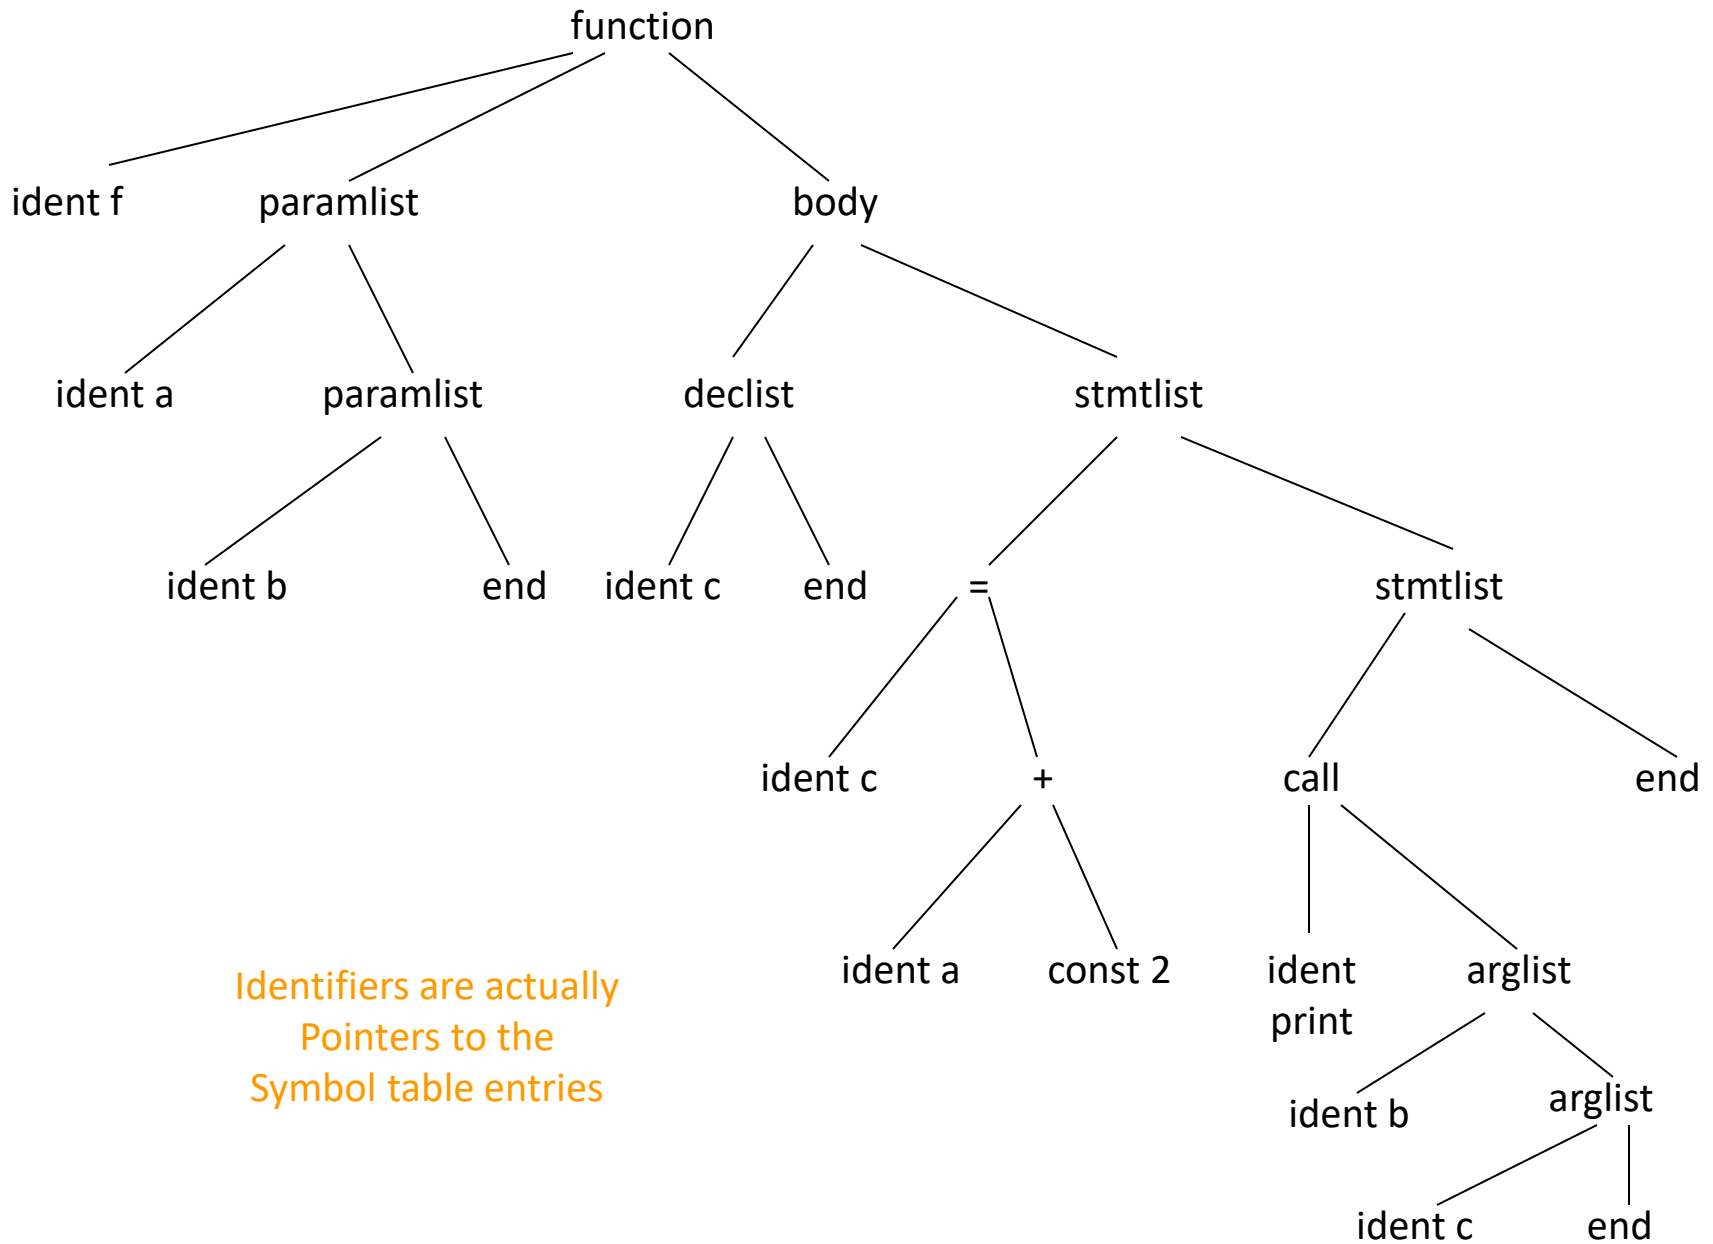 function
ident f
paramlist
body
ident a
paramlist
declist
stmtlist
ident b
end
ident c
end
=
stmtlist
ident c
+
call
end
ident a
const 2
ident
print
arglist
Identifiers are actually
Pointers to the
Symbol table entries
ident b
arglist
ident c
end